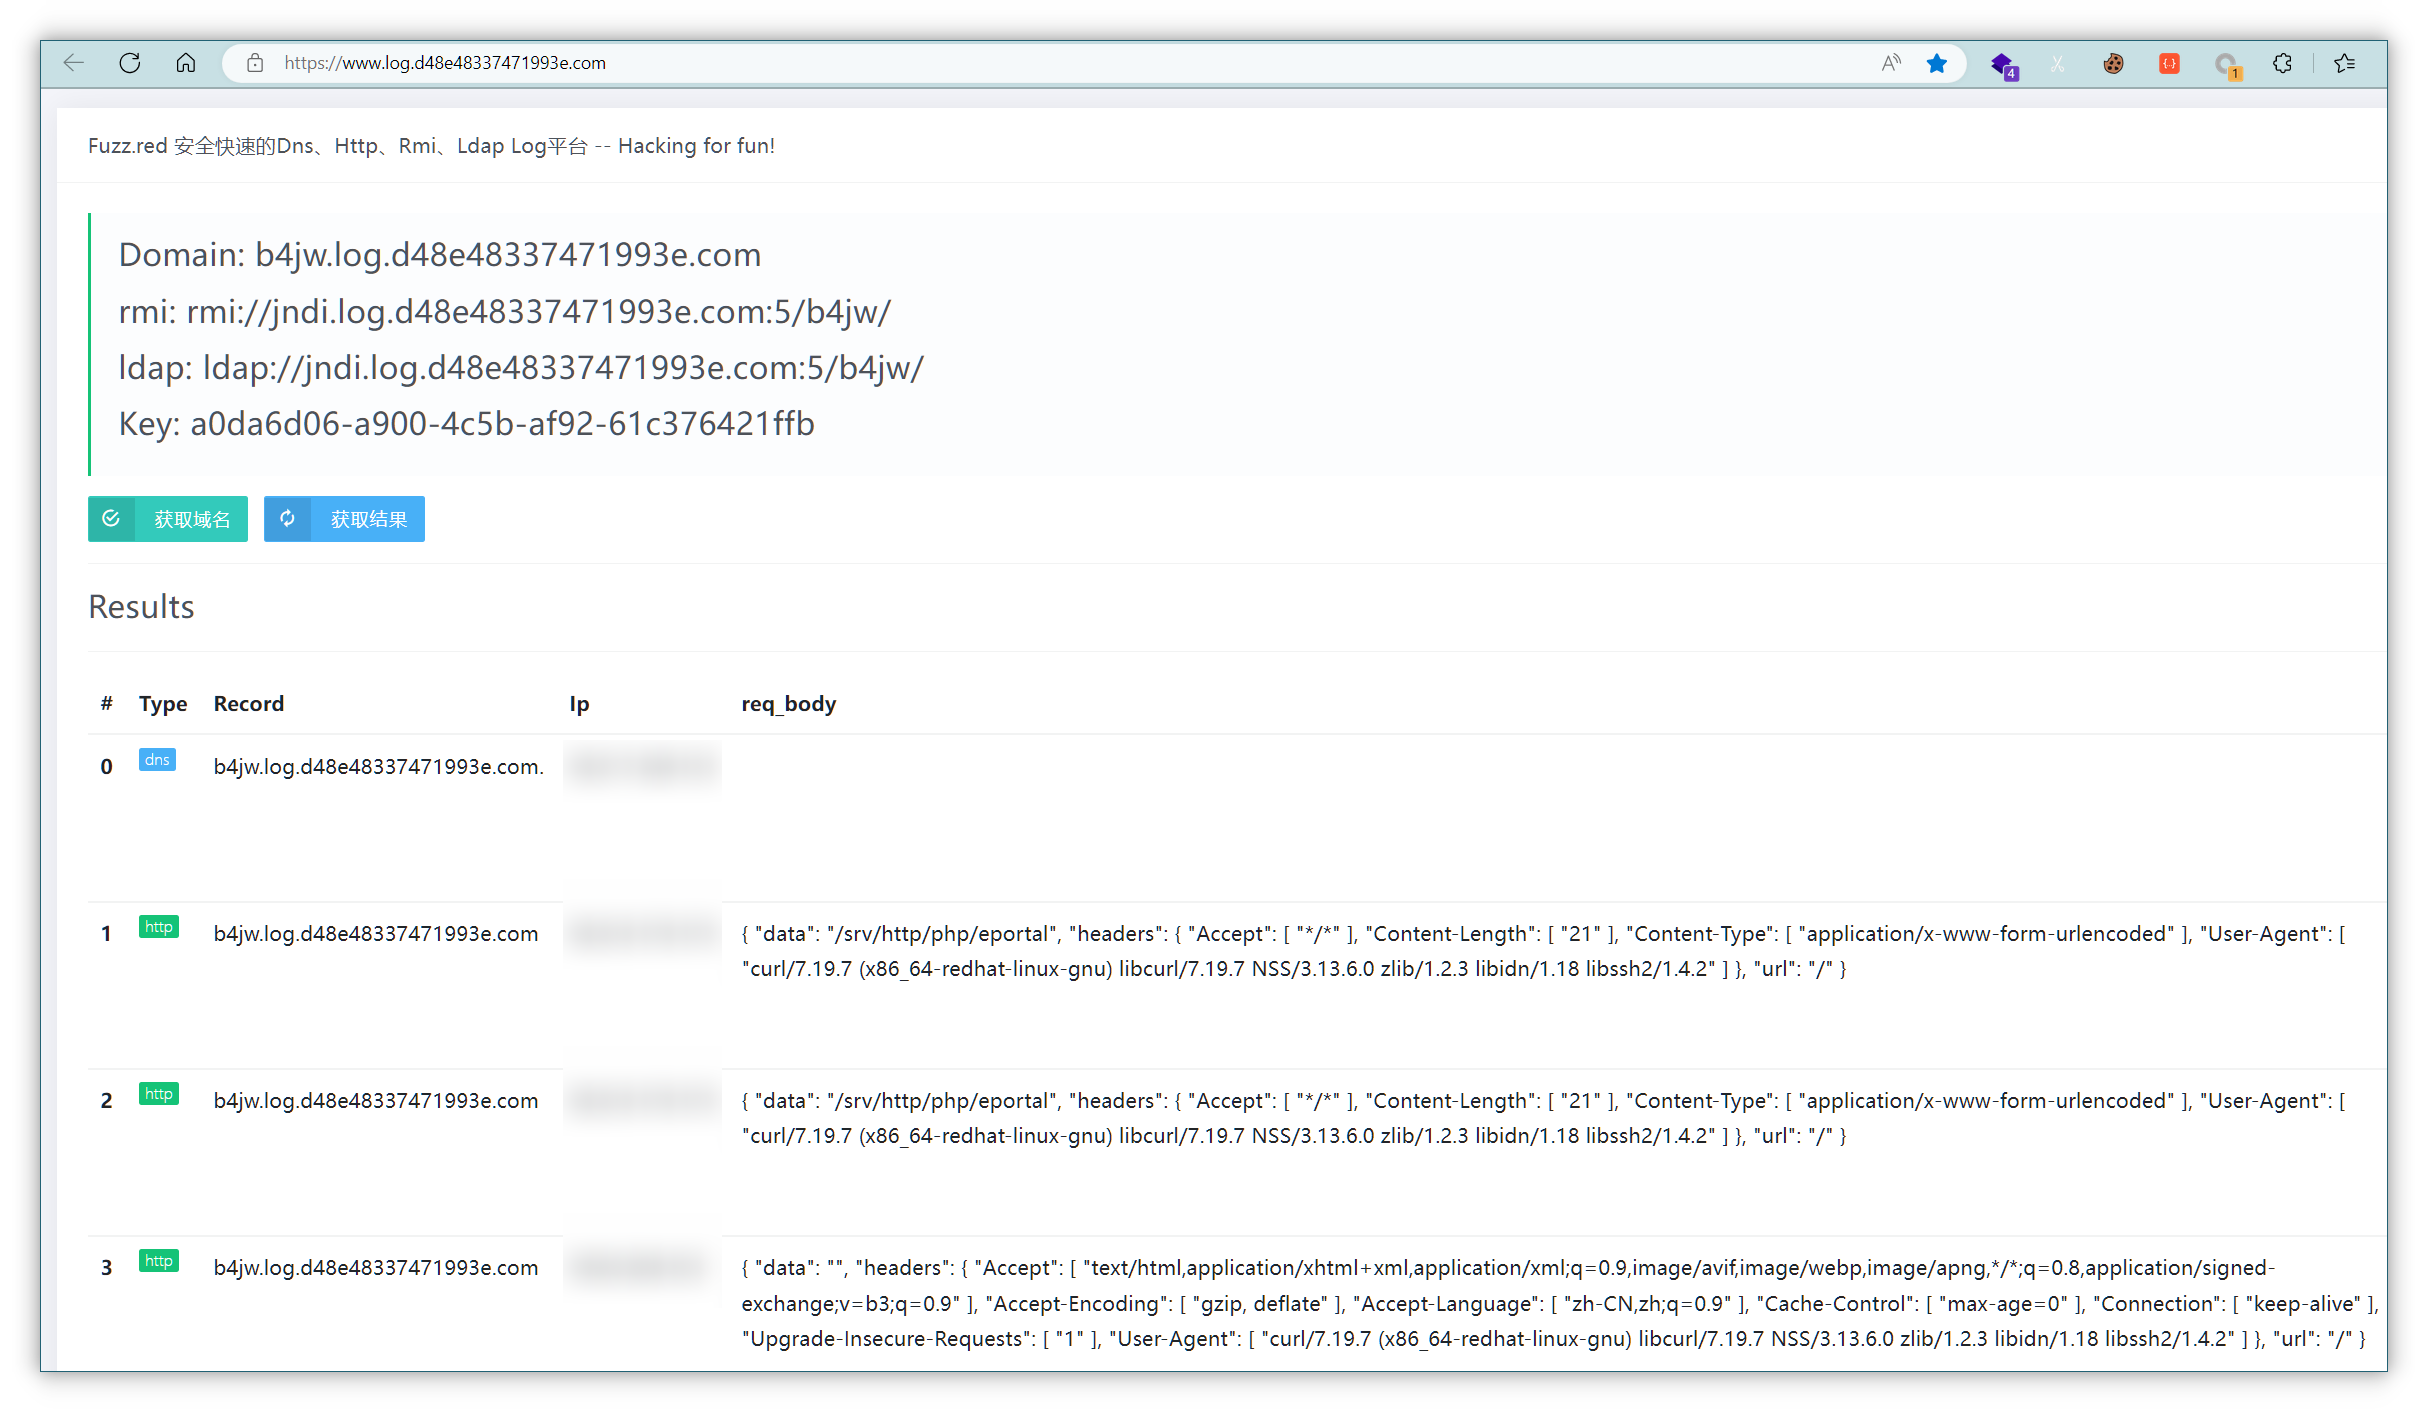 https://www.log.d48e48337471993e.com
4
1
Fuzz.red 安全快速的Dns、Http、Rmi、Ldap Log平台 -- Hacking for fun!
Domain: b4jw.log.d48e48337471993e.com
rmi: rmi://jndi.log.d48e48337471993e.com:5/b4jw/
ldap: ldap://jndi.log.d48e48337471993e.com:5/b4jw/
Key: a0da6d06-a900-4c5b-af92-61c376421ffb
获取域名 获取结果
Results
# Type Record Ip req_body
0 dns b4jw.log.d48e48337471993e.com.
1 http b4jw.log.d48e48337471993e.com { "data": "/srv/http/php/eportal", "headers": { "Accept": [ "*/*" ], "Content-Length": [ "21" ], "Content-Type": [ "application/x-www-form-urlencoded" ], "User-Agent": [
"curl/7.19.7 (x86_64-redhat-linux-gnu) libcurl/7.19.7 NSS/3.13.6.0 zlib/1.2.3 libidn/1.18 libssh2/1.4.2" ] }, "url": "/" }
2 http b4jw.log.d48e48337471993e.com { "data": "/srv/http/php/eportal", "headers": { "Accept": [ "*/*" ], "Content-Length": [ "21" ], "Content-Type": [ "application/x-www-form-urlencoded" ], "User-Agent": [
"curl/7.19.7 (x86_64-redhat-linux-gnu) libcurl/7.19.7 NSS/3.13.6.0 zlib/1.2.3 libidn/1.18 libssh2/1.4.2" ] }, "url": "/" }
3 http b4jw.log.d48e48337471993e.com { "data": "", "headers": { "Accept": [ "text/html,application/xhtml+xml,application/xml;q=0.9,image/avif,image/webp,image/apng,*/*;q=0.8,application/signed-
exchange;v=b3;q=0.9" ], "Accept-Encoding": [ "gzip, deflate" ], "Accept-Language": [ "zh-CN,zh;q=0.9" ], "Cache-Control": [ "max-age=0" ], "Connection": [ "keep-alive" ],
"Upgrade-Insecure-Requests": [ "1" ], "User-Agent": [ "curl/7.19.7 (x86_64-redhat-linux-gnu) libcurl/7.19.7 NSS/3.13.6.0 zlib/1.2.3 libidn/1.18 libssh2/1.4.2" ] }, "url": "/" }